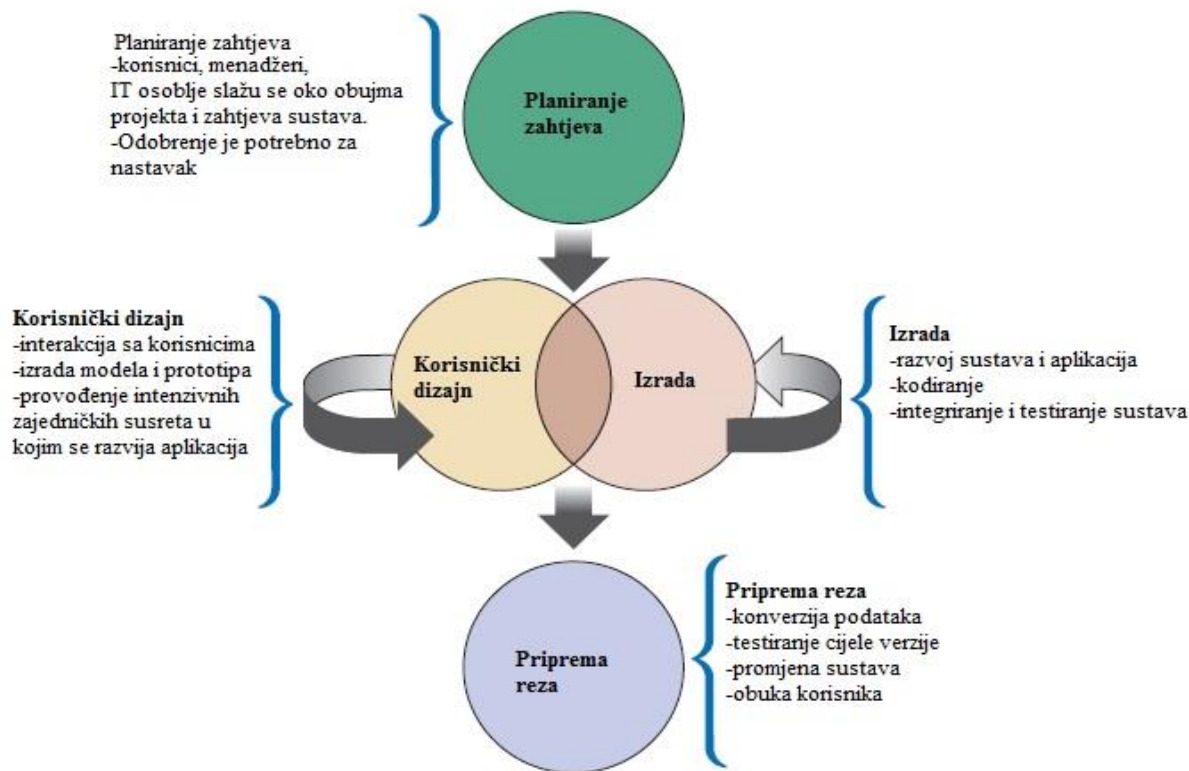 Planiranje zahtjeva
-korisnici, menadžeri,
IT osoblje slažu se oko obujma
projekta i zahtjeva sustava.
-Odobrenje je potrebno za
nastavak
Planiranje
zahtjeva
Korisnički dizajn
-interakcija sa korisnicima
-izrada modela i prototipa
-provođenje intenzivnih
zajedničkih susreta u
kojim se razvija aplikacija
Korisnički
dizajn
Izrada
Izrada
-razvoj sustava i aplikacija
-kodiranje
-integriranje i testiranje sustava
Priprema
reza
Priprema reza
-konverzija podataka
-testiranje cijele verzije
-promjena sustava
-obuka korisnika